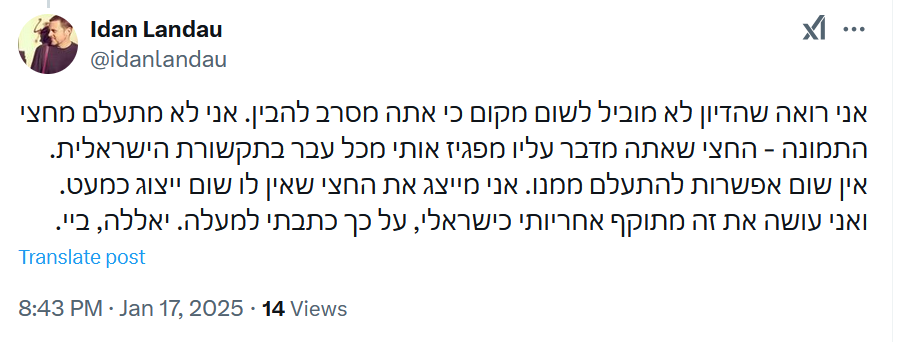 Idan Landau
@idanlandau
אני רואה שהדיון לא מוביל לשום מקום כי אתה מסרב להבין. אני לא מתעלם מחצי
התמונה - החצי שאתה מדבר עליו מפגיז אותי מכל עבר בתקשורת הישראלית.
אין שום אפשרות להתעלם ממנו. אני מייצג את החצי שאין לו שום ייצוג כמעט.
ואני עושה את זה מתוקף אחריותי כישראלי, על כך כתבתי למעלה. יאללה, ביי.
Translate post
8:43 PM · Jan 17, 2025 · 14 Views